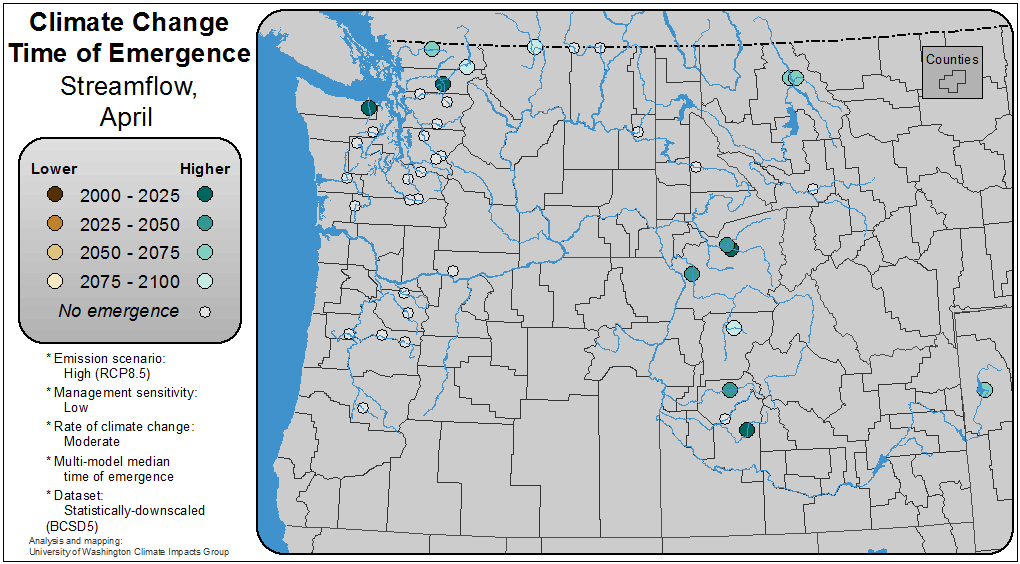 Climate Change
Time of Emergence
Streamflow,
April
Lower Higher
2000 - 2025
2025 - 2050
2050 - 2075
2075 - 2100
No emergence
* Emission scenario:
High (RCP8.5)
* Management sensitivity:
Low
* Rate of climate change:
Moderate
* Multi-model median
time of emergence
* Dataset:
Statistically-downscaled
(BCSD5)
Analysis and mapping:
University of Washington Climate Impacts Group
Counties